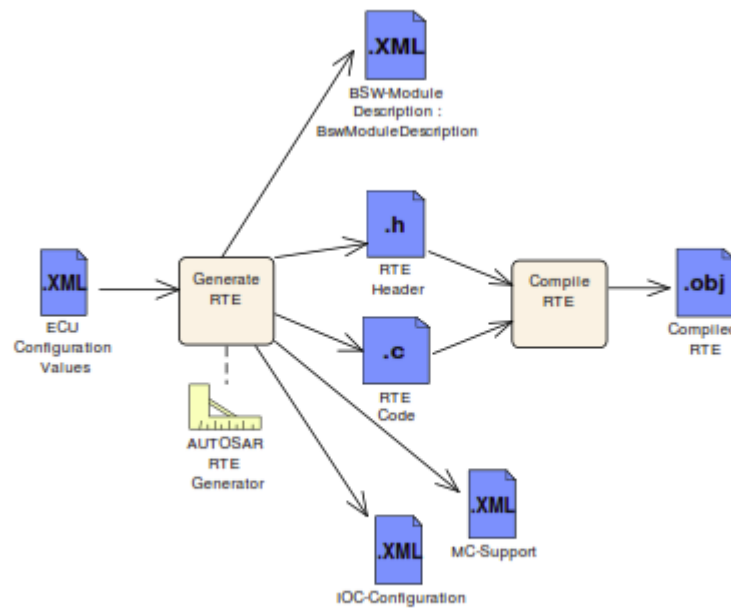 .XML
BSW-Module
Description :
BswModuleDescription
.h
RTE
Header
.XML
ECU
Configuration
Values
Generate
RTE
Compile
RTE
.obj
Compiled
RTE
.c
RTE
Code
AUTOSAR
RTE
Generator
.XML
MC-Support
.XML
IOC-Configuration